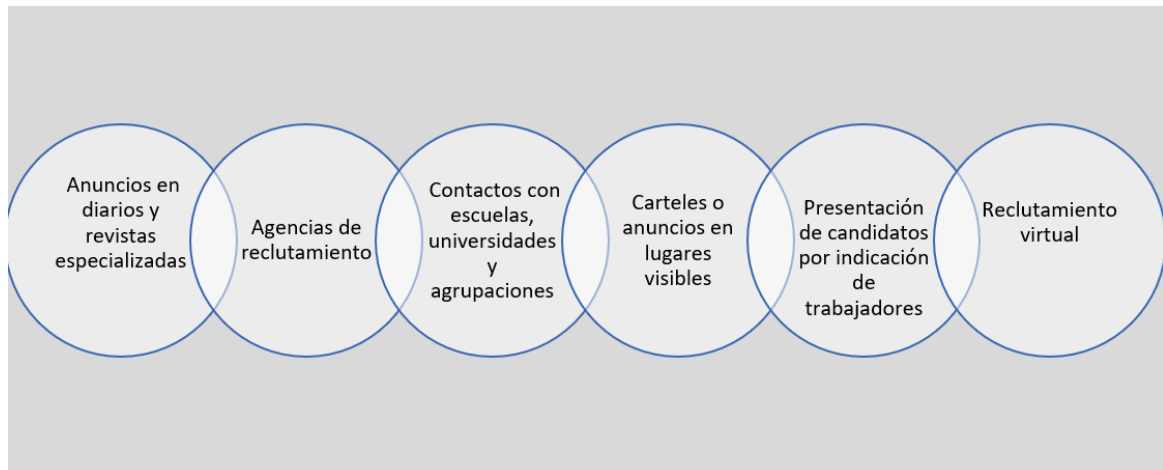 Anuncios en
diarios y
revistas
especializadas
Agencias de
reclutamiento
Contactos con
escuelas,
universidades
y
agrupaciones
Carteles o
anuncios en
lugares
visibles
Presentación
de candidatos
por indicación
de
trabajadores
Reclutamiento
virtual